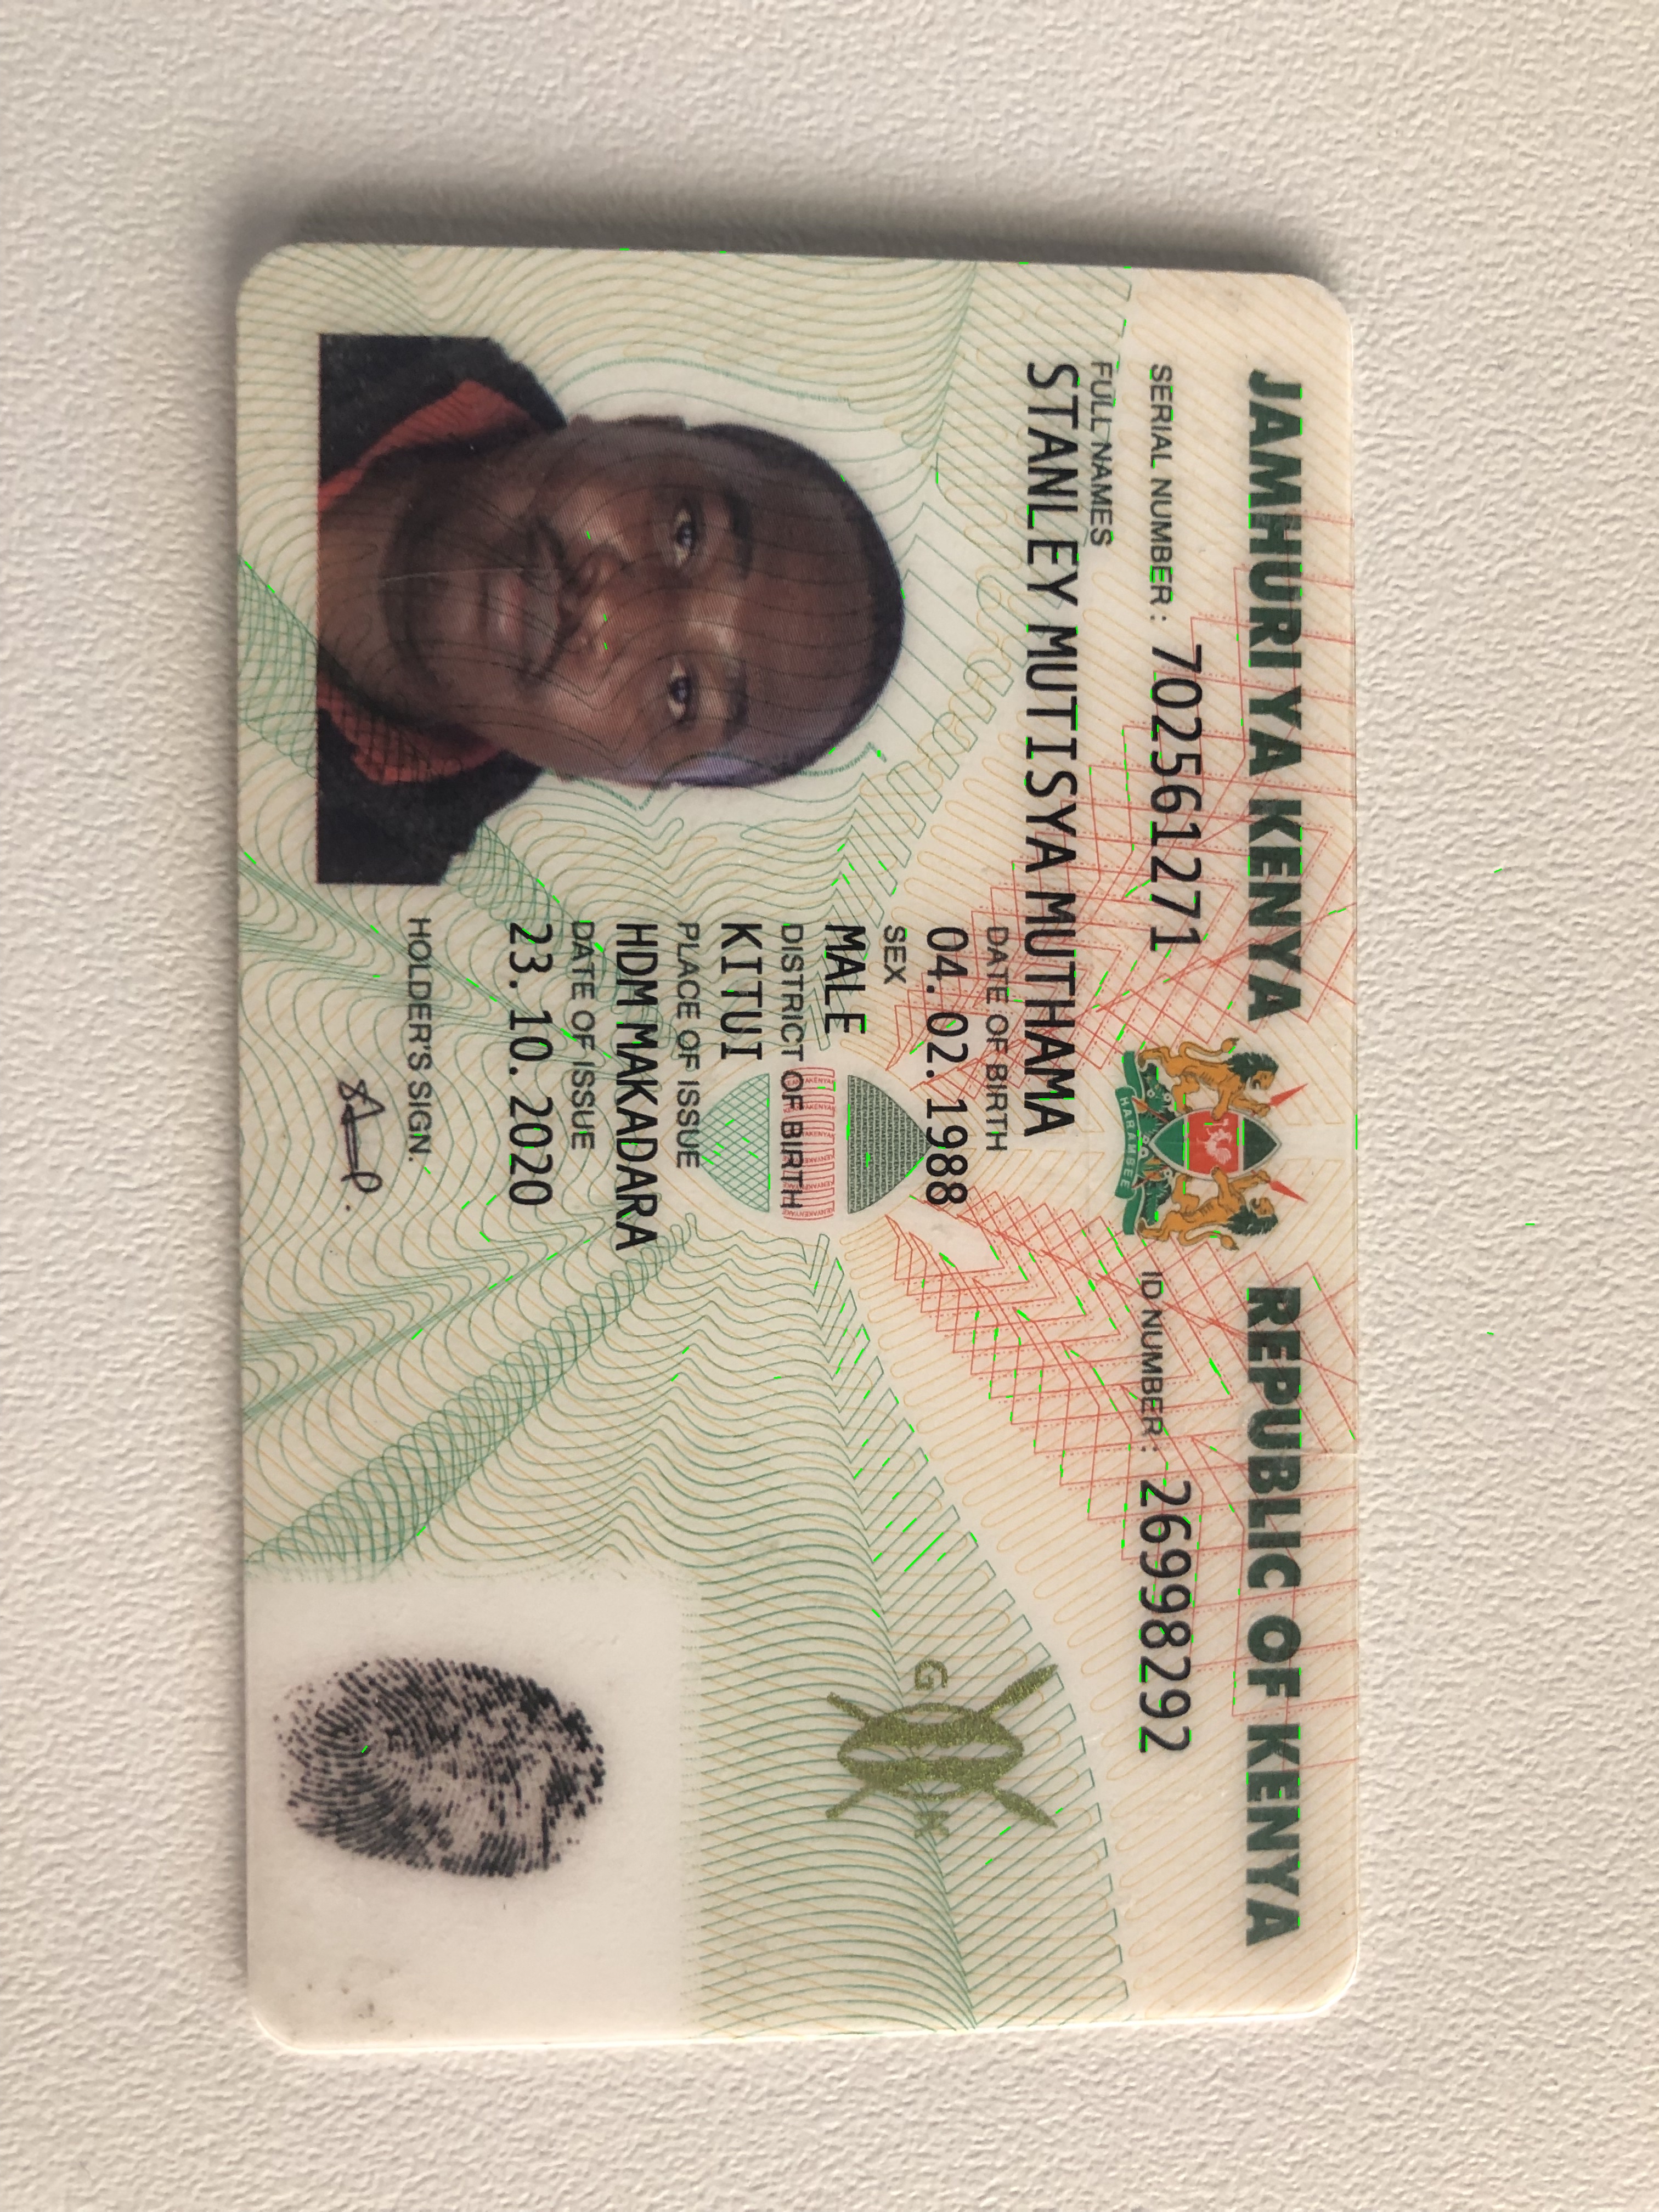 JAMHURI YA KENYA REPUBLIC OF KENYA
SERIAL NUMBER: 702561271 ID NUMBER: 26998292
HARAMBEE
FULL NAMES
STANLEY MUTISYA MUTHAMA
DATE OF BIRTH
04. 02. 1988
SEX
MALE
DISTRICT OF BIRTH
KITUI
PLACE OF ISSUE
HDM MAKADARA
DATE OF ISSUE
23. 10. 2020
HOLDER'S SIGN.
G K